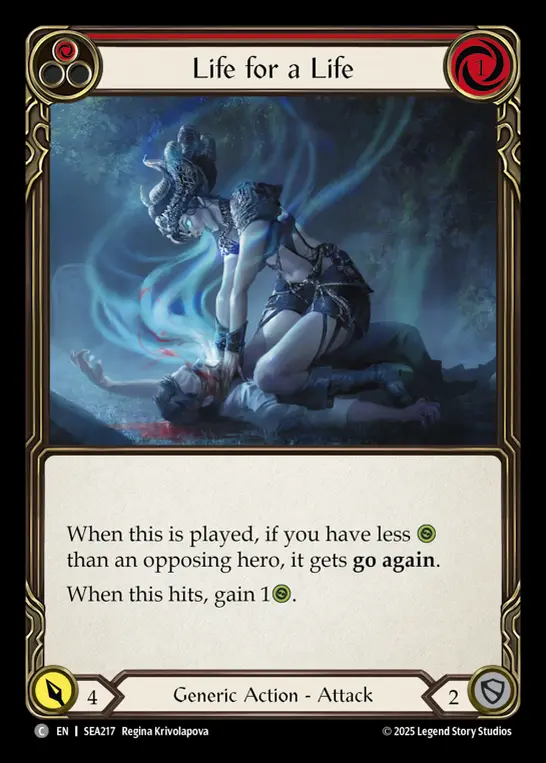 1
Life for a Life
When this is played, if you have less
than an opposing hero, it gets go again.
When this hits, gain 1.
4
Generic Action - Attack
2
C EN | SEA217 Regina Krivolapova
© 2025 Legend Story Studios